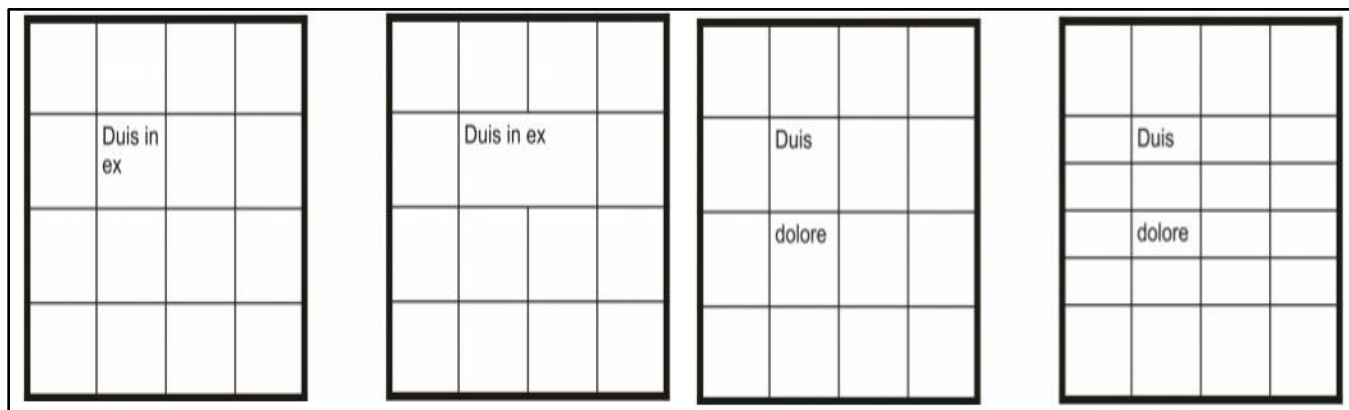 Duis in
ex
Duis in ex
Duis
dolore
Duis
dolore